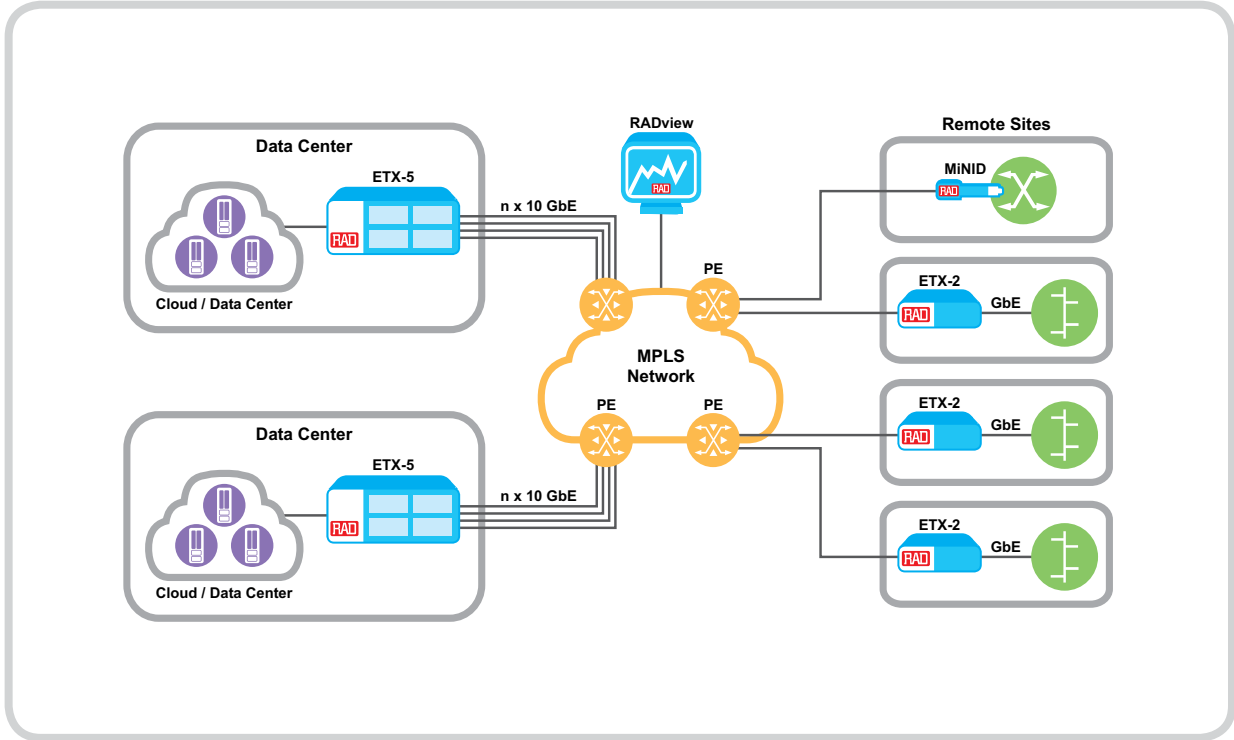 RADview
Remote Sites
Data Center
MiNID
ETX-5
RAD
RAD
n x 10 GbE
RAD
PE
Cloud / Data Center
ETX-2
GbE
RAD
MPLS
Network
ETX-2
GbE
RAD
PE
PE
Data Center
ETX-5
n x 10 GbE
RAD
Cloud / Data Center
ETX-2
GbE
RAD